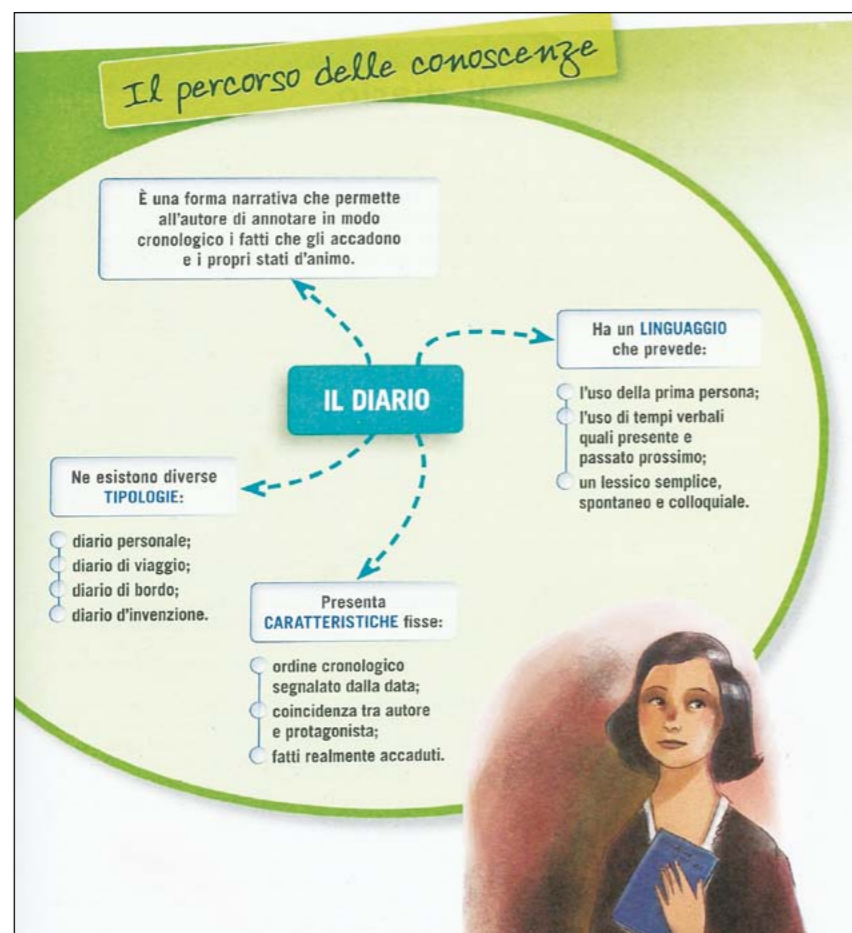 Il percorso delle conoscenze
È una forma narrativa che permette
all'autore di annotare in modo
cronologico i fatti che gli accadono
e i propri stati d'animo.
IL DIARIO
Ha un LINGUAGGIO
che prevede:
l'uso della prima persona;
l'uso di tempi verbali
quali presente e
passato prossimo;
un lessico semplice,
spontaneo e colloquiale.
Ne esistono diverse
TIPOLOGIE:
diario personale;
diario di viaggio;
diario di bordo;
diario d'invenzione.
Presenta
CARATTERISTICHE fisse:
ordine cronologico
segnalato dalla data;
coincidenza tra autore
e protagonista;
fatti realmente accaduti.